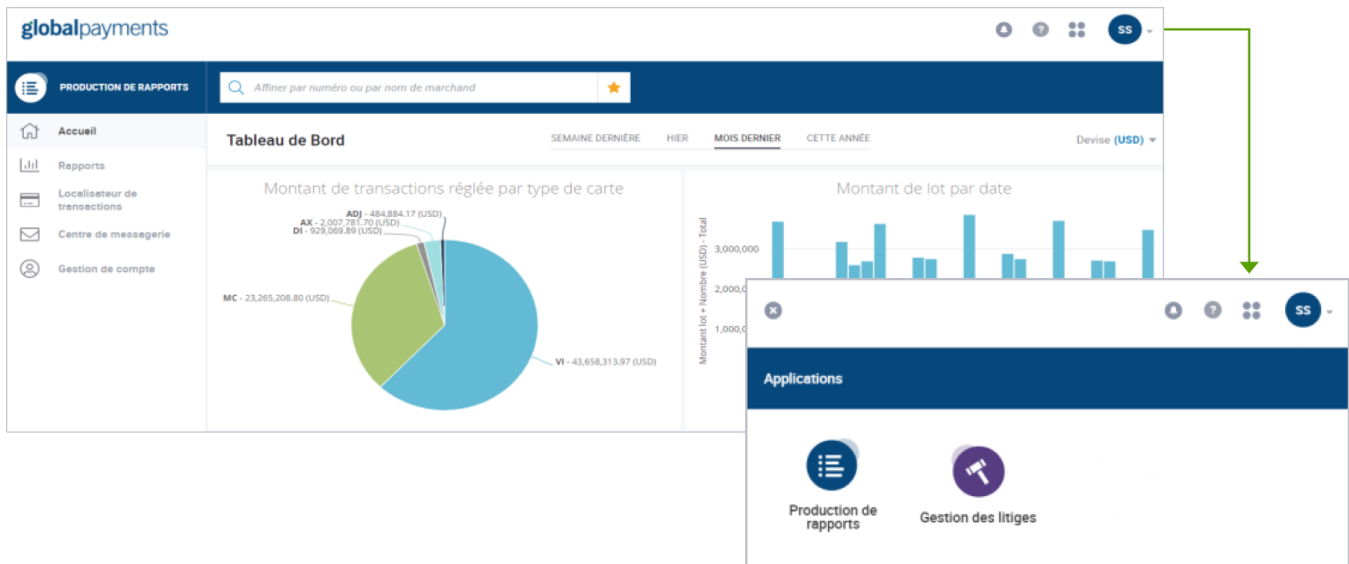 globalpayments
SS
PRODUCTION DE RAPPORTS
Affiner par numéro ou par nom de marchand
Accueil
Rapports
Localisateur de
transactions
Centre de messagerie
Gestion de compte
Tableau de Bord
SEMAINE DERNIÈRE
HIER
MOIS DERNIER
CETTE ANNÉE
Devise (USD)
Montant de transactions réglée par type de carte
ADJ - 484,884.17 (USD)
AX - 2,007,781.70 (USD)
DI - 929,069.89 (USD)
MC - 23,265,208.80 (USD)
VI - 43,658,313.97 (USD)
Montant de lot par date
Montant lot + Nombre (USD) - Total
3,000,000
2,000,0
1,000,0
SS
Applications
Production de
rapports
Gestion des litiges